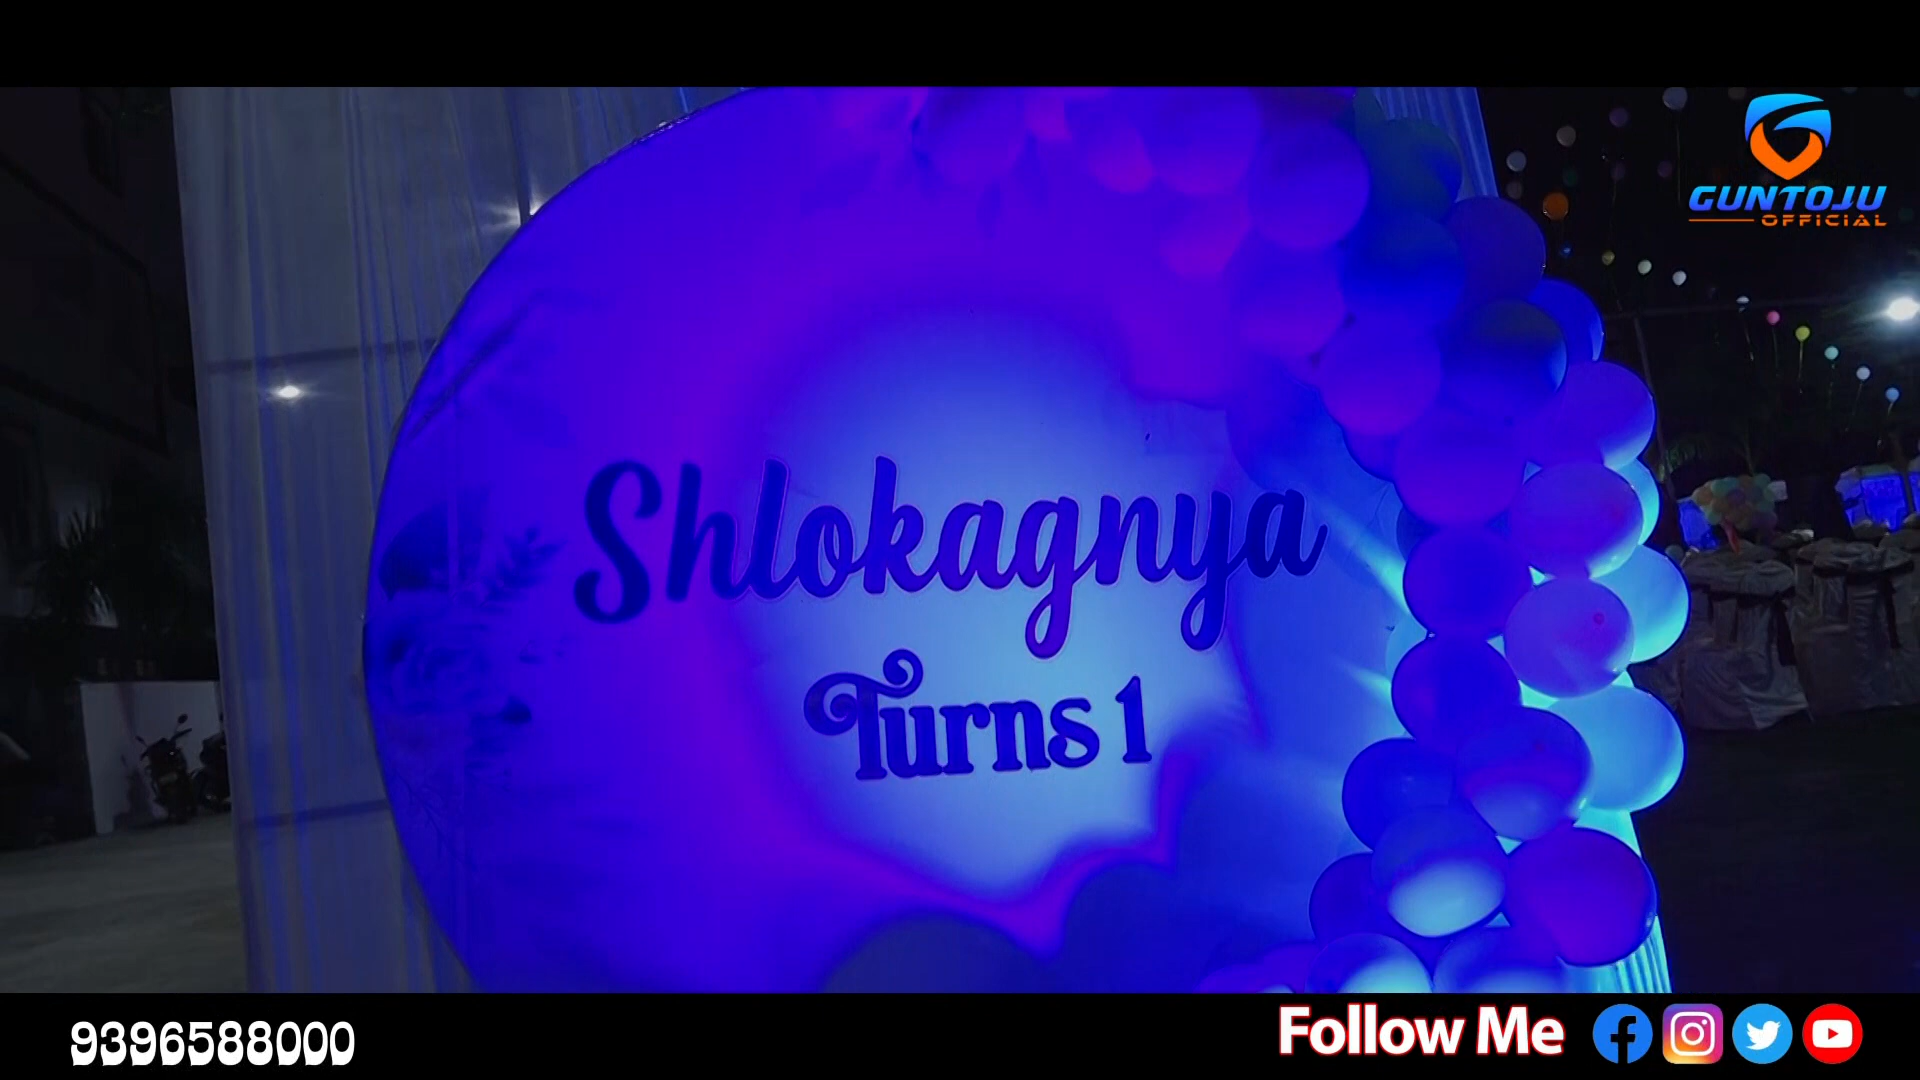 GUNTOJU
OFFICIAL
Shlokagnya
Turns 1
9396588000
Follow Me